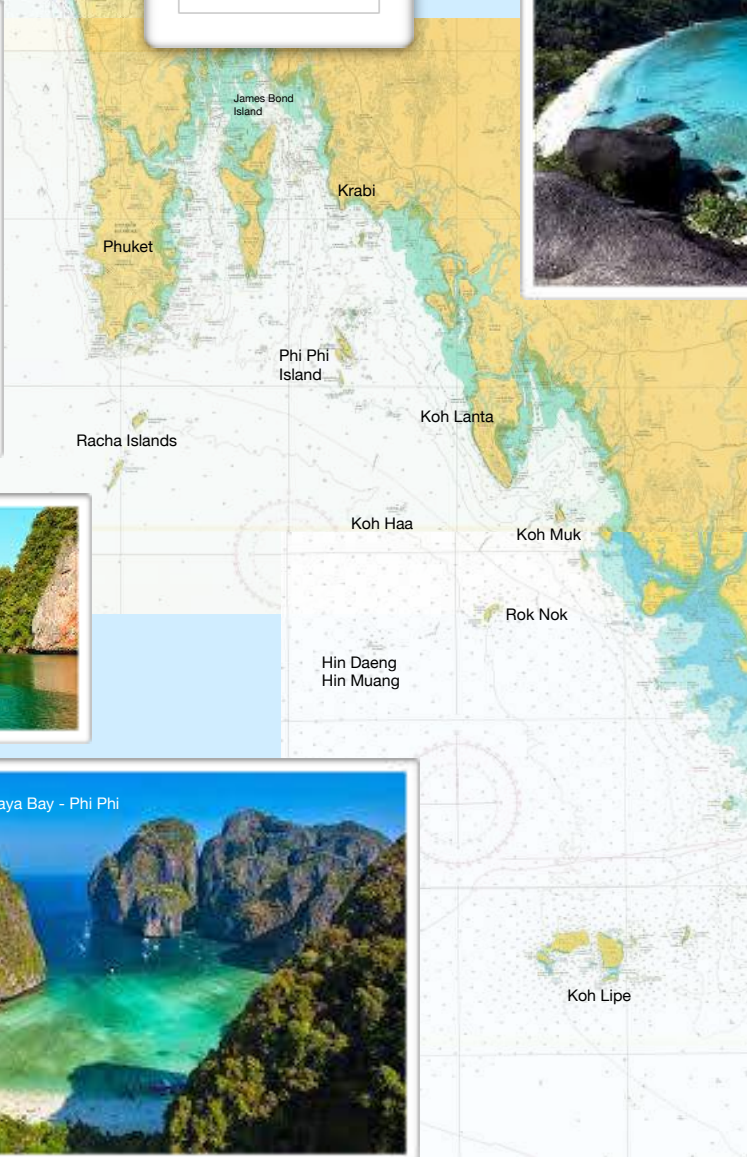 James Bond
Island
Krabi
Phuket
Phi Phi
Island
Koh Lanta
Racha Islands
Koh Haa
Koh Muk
Rok Nok
Hin Daeng
Hin Muang
aya Bay - Phi Phi
Koh Lipe